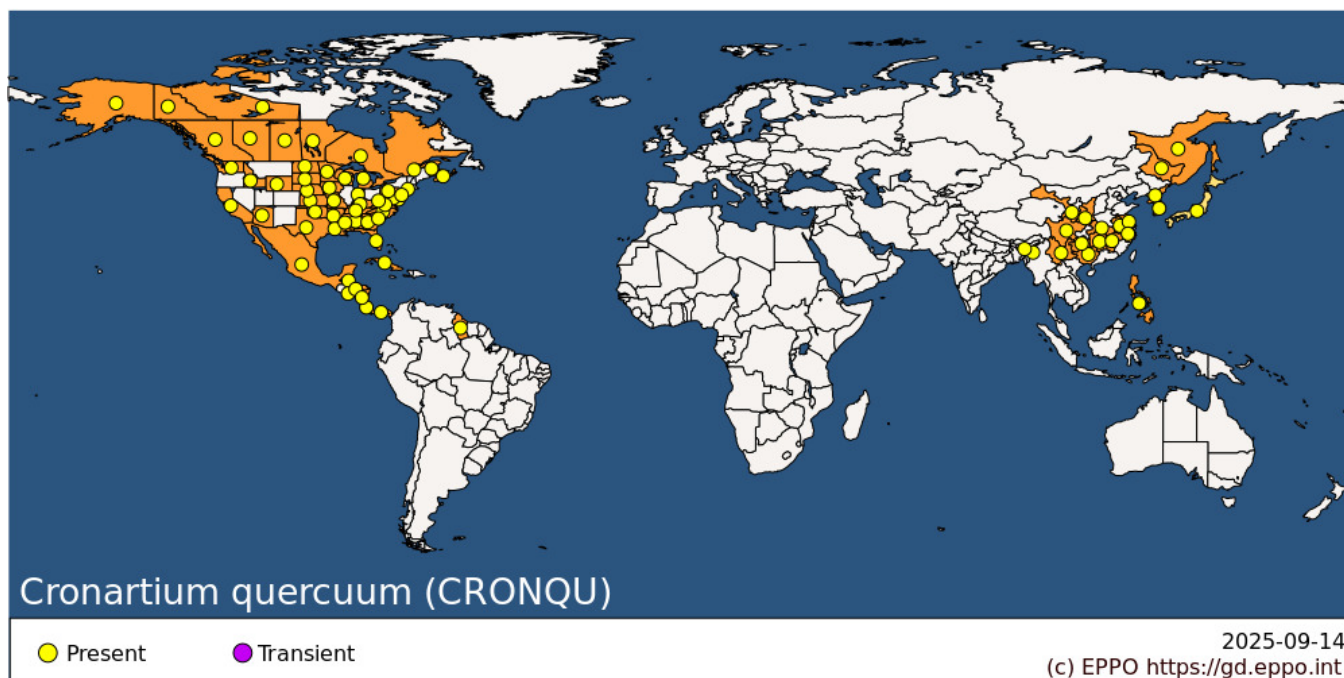 Cronartium quercuum (CRONQU)
Present
Transient
2025-09-14
(c) EPPO https://gd.eppo.int